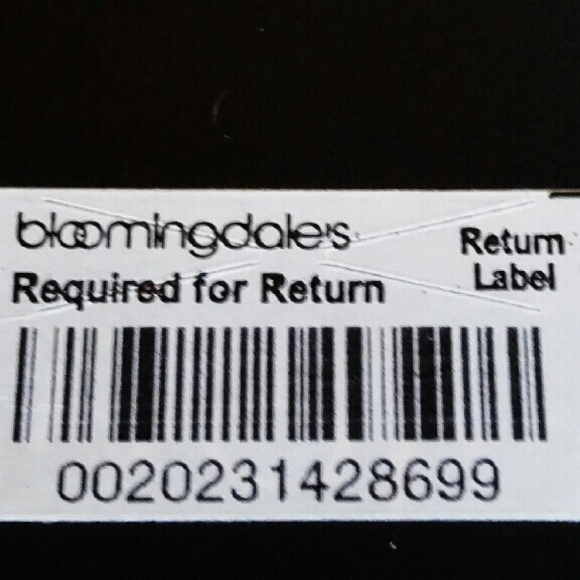 bloomingdale's
Return
Label
Required for Return
0020231428699